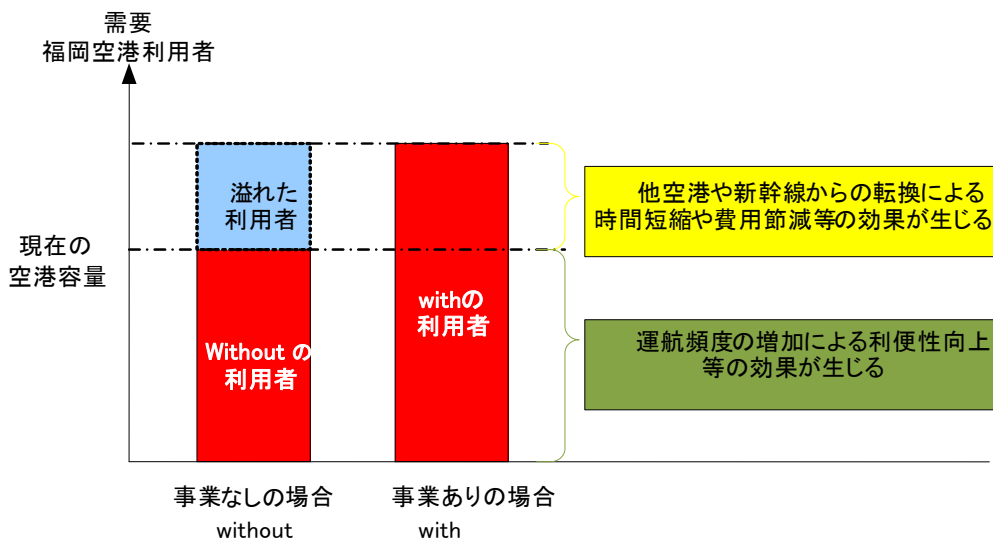 需要
福岡空港利用者
溢れた
利用者
他空港や新幹線からの転換による
時間短縮や費用節減等の効果が生じる
現在の
空港容量
withの
利用者
Without の
利用者
運航頻度の増加による利便性向上
等の効果が生じる
事業なしの場合
without
事業ありの場合
with